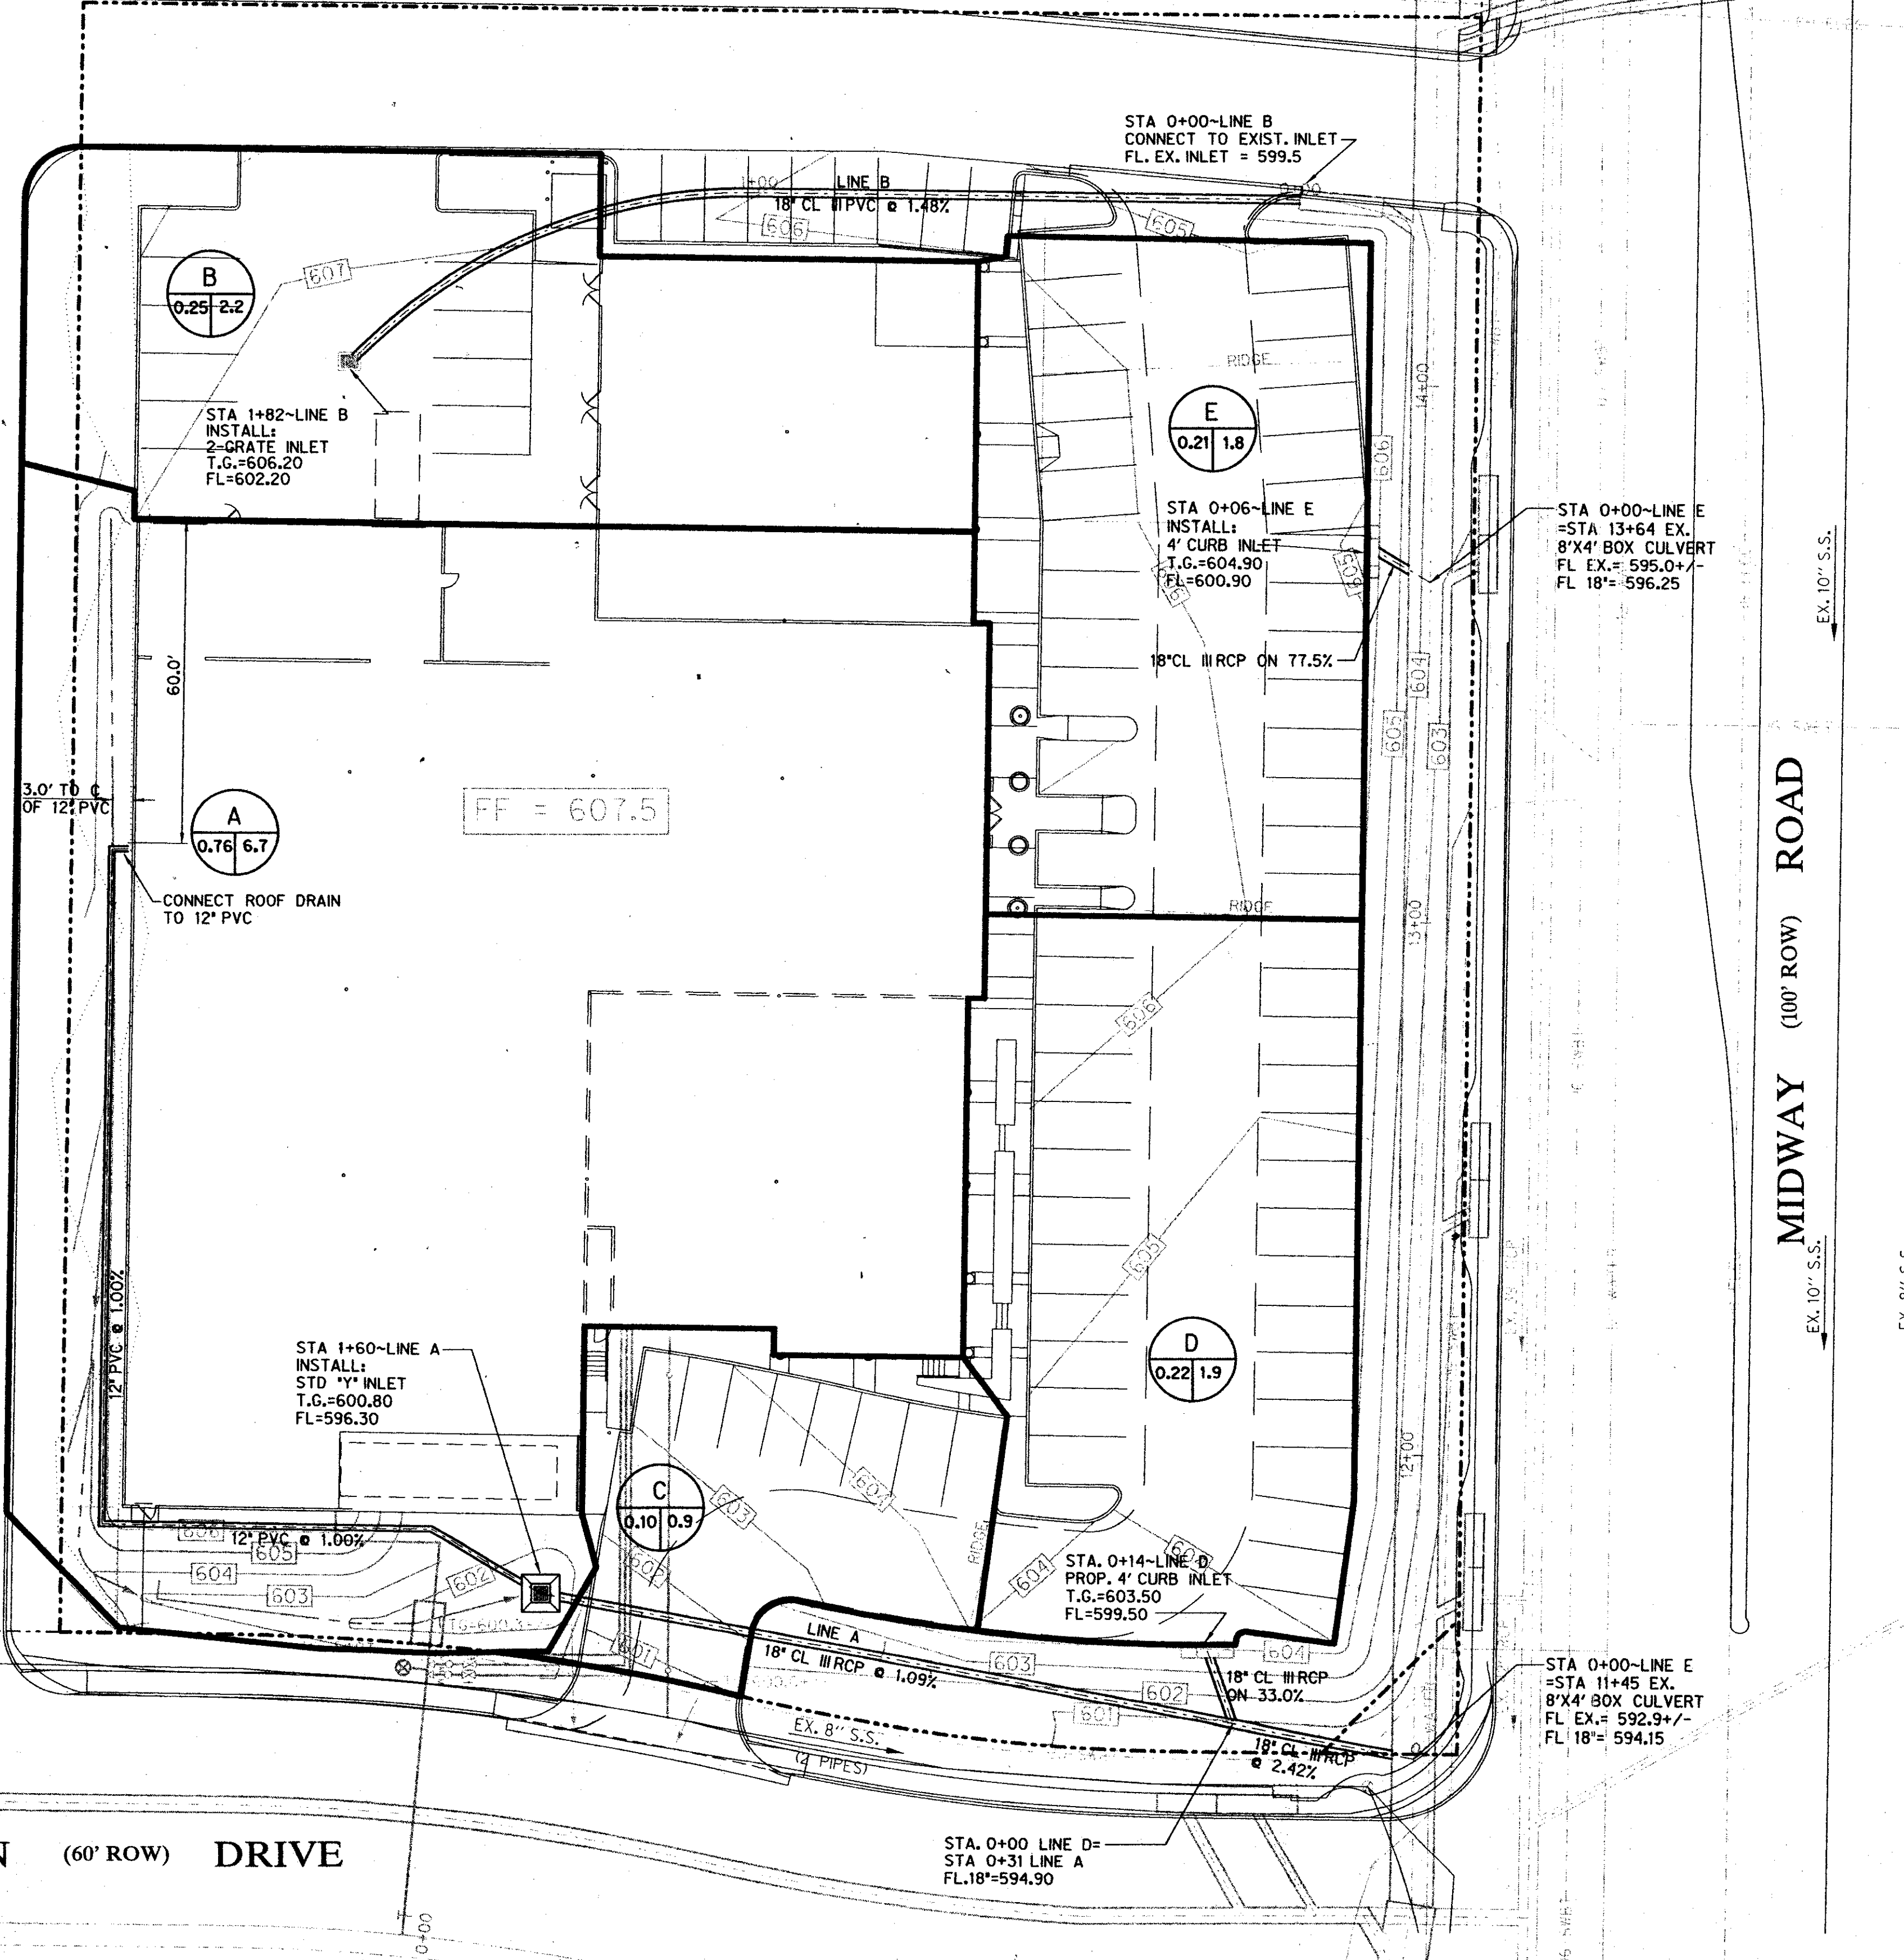 STA 0+00~LINE B
CONNECT TO EXIST. INLET
FL. EX. INLET = 599.5
0+00
1+00
LINE B
18" CL III PVC @ 1.48%
606
605
607
B
0.25 2.2
STA 1+82~LINE B
INSTALL:
2-GRATE INLET
T.G.=606.20
FL=602.20
RIDGE
14+00
E
0.21 1.8
606
STA 0+06~LINE E
INSTALL:
4' CURB INLET
T.G.=604.90
FL=600.90
605
606
STA 0+00~LINE E
=STA 13+64 EX.
8'X4' BOX CULVERT
FL EX.= 595.0+/-
FL 18"= 596.25
EX. 10" S.S.
18" CL III RCP ON 77.5%
60.0'
604
605
603
3.0' TO C
OF 12" PVC
A
0.76 6.7
FF = 607.5
CONNECT ROOF DRAIN
TO 12" PVC
RIDGE
13+00
MIDWAY (100' ROW) ROAD
606
605
12" PVC @ 1.00%
EX. 10" S.S.
STA 1+60~LINE A
INSTALL:
STD "Y" INLET
T.G.=600.80
FL=596.30
D
0.22 1.9
12+00
C
0.10 0.9
603
604
RIDGE
606
12" PVC @ 1.00%
605
604
603
602
602
TG=600.3
601
604
STA. 0+14~LINE D
PROP. 4' CURB INLET
T.G.=603.50
FL=599.50
LINE A
18" CL III RCP @ 1.09%
603
604
18" CL III RCP
ON 33.0%
602
601
STA 0+00~LINE E
=STA 11+45 EX.
8'X4' BOX CULVERT
FL EX.= 592.9+/-
FL 18"= 594.15
EX. 8" S.S.
(2 PIPES)
18" CL III RCP
@ 2.42%
STA. 0+00 LINE D=
STA 0+31 LINE A
FL.18"=594.90
N (60' ROW) DRIVE
0+00